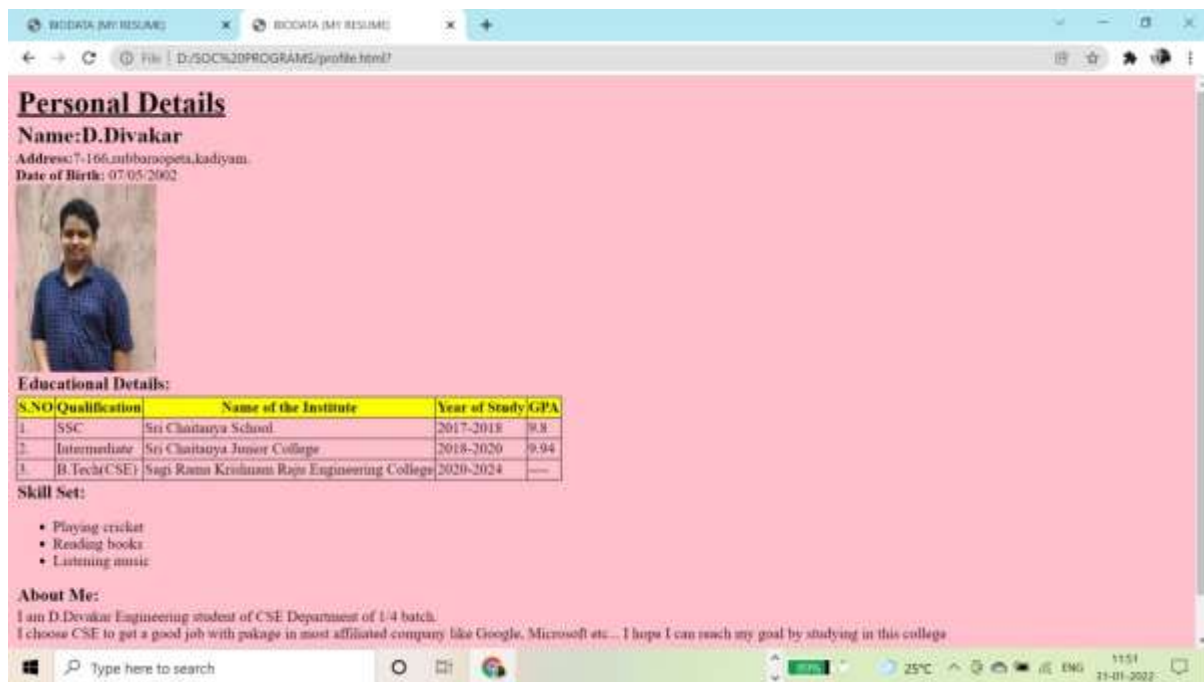 BIODATA (MY RESUME)
BIODATA (MY RESUME)
File | D:/SOC%20PROGRAMS/profile.html?
Personal Details
Name:D.Divakar
Address:7-166,subbaraopeta,kadiyam.
Date of Birth: 07/05/2002
Educational Details:
S.NO Qualification Name of the Institute Year of Study GPA
1. SSC Sri Chaitanya School 2017-2018 9.8
2. Intermediate Sri Chaitanya Junior College 2018-2020 9.94
3. B.Tech(CSE) Sagi Rama Krishnam Raju Engineering College 2020-2024 ----
Skill Set:
• Playing cricket
• Reading books
• Listening music
About Me:
I am D.Divakar Engineering student of CSE Department of 1/4 batch.
I choose CSE to get a good job with pakage in most affiliated company like Google, Microsoft etc... I hope I can reach my goal by studying in this college
Type here to search
25°C
ENG
11:51
21-01-2022